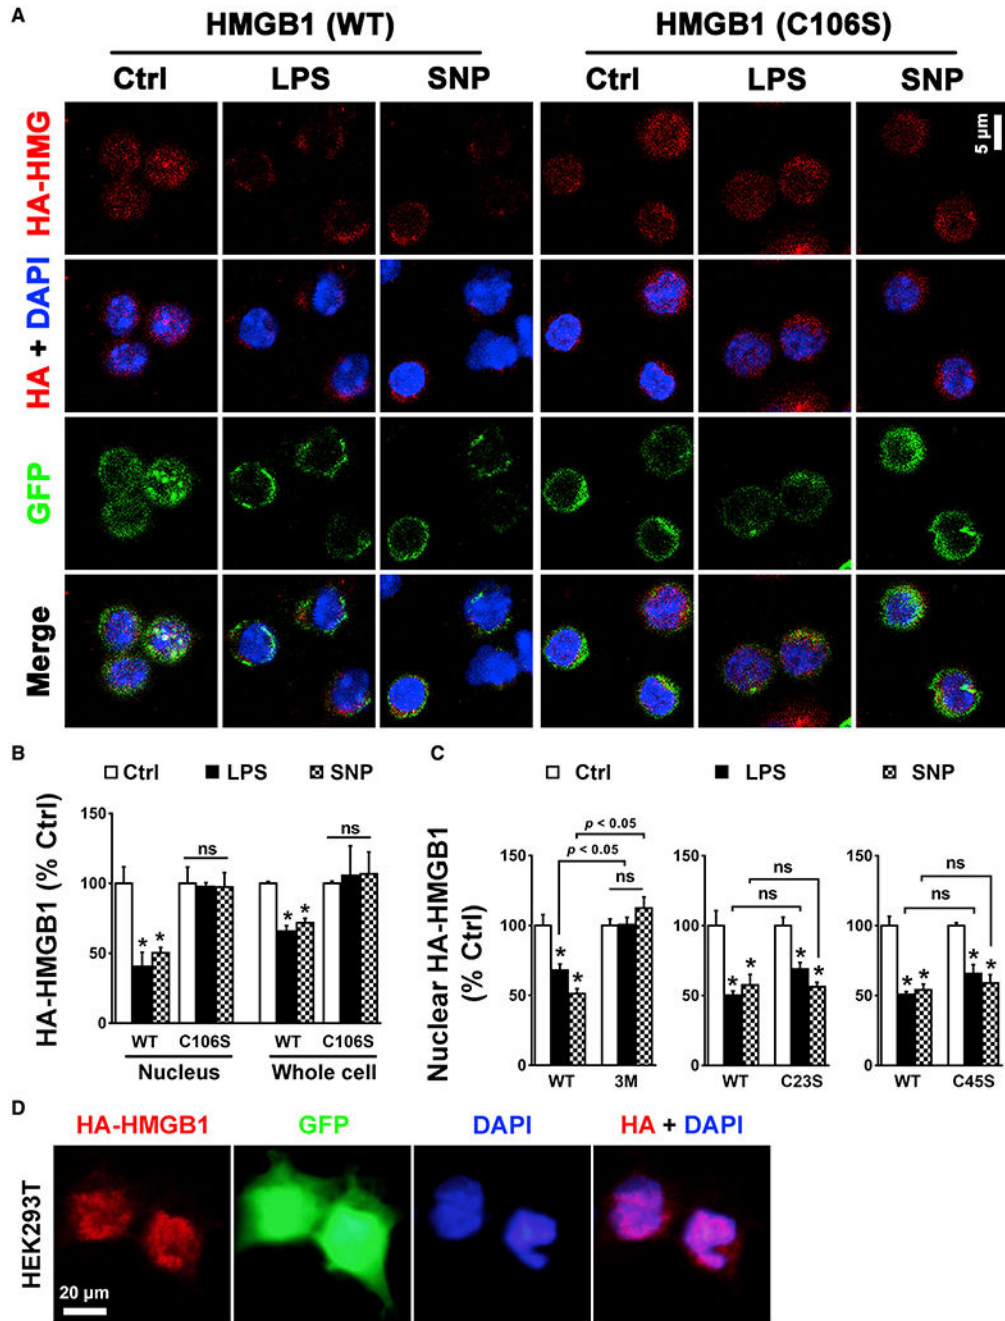 A
HMGB1 (WT) HMGB1 (C106S)
Ctrl LPS SNP Ctrl LPS SNP
HA-HMG
5 µm
HA + DAPI
GFP
Merge
B
Ctrl LPS SNP
HA-HMGB1 (% Ctrl)
150
100
50
0
ns
ns
* *
* *
WT C106S WT C106S
Nucleus Whole cell
C
Ctrl LPS SNP
Nuclear HA-HMGB1
(% Ctrl)
150
100
50
0
p < 0.05
p < 0.05
ns
* *
WT 3M
150
100
50
0
ns
ns
* * * *
WT C23S
150
100
50
0
ns
ns
* * * *
WT C45S
D
HA-HMGB1 GFP DAPI HA + DAPI
HEK293T
20 µm